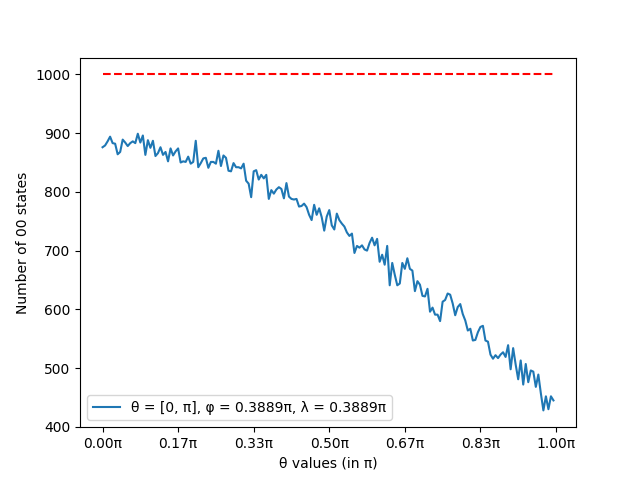 1000
900
800
700
600
500
400
Number of 00 states
θ = [0, π], φ = 0.3889π, λ = 0.3889π
0.00π 0.17π 0.33π 0.50π 0.67π 0.83π 1.00π
θ values (in π)